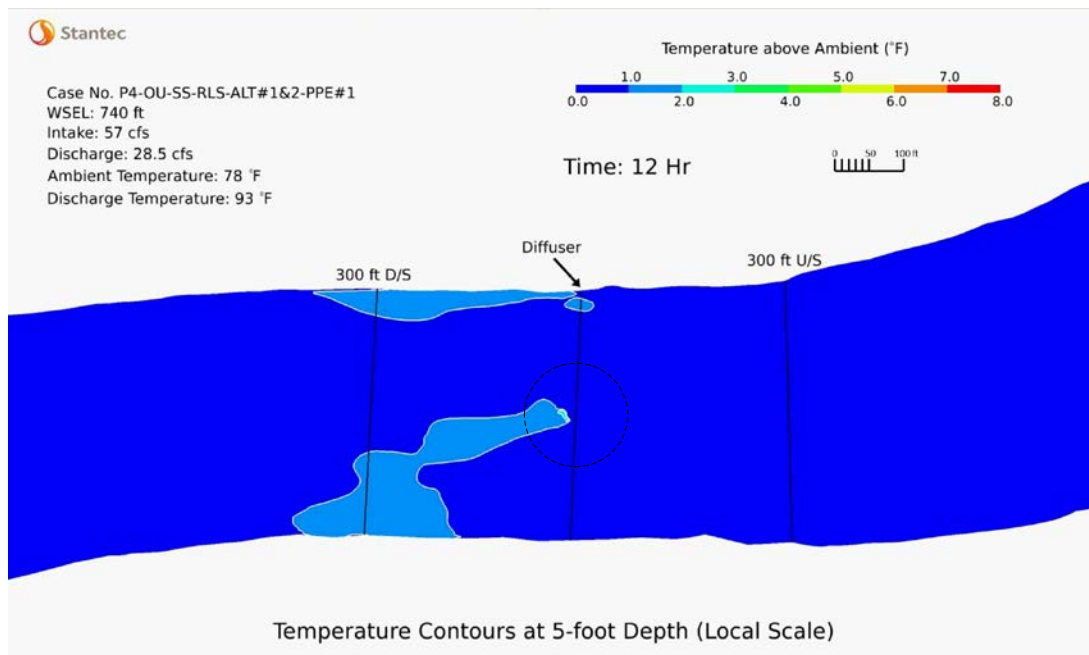 Stantec
Case No. P4-OU-SS-RLS-ALT#1&2-PPE#1
WSEL: 740 ft
Intake: 57 cfs
Discharge: 28.5 cfs
Ambient Temperature: 78 °F
Discharge Temperature: 93 °F
Temperature above Ambient (°F)
1.0 3.0 5.0 7.0
0.0 2.0 4.0 6.0 8.0
Time: 12 Hr
0 50 100 ft
Diffuser
300 ft D/S
300 ft U/S
Temperature Contours at 5-foot Depth (Local Scale)